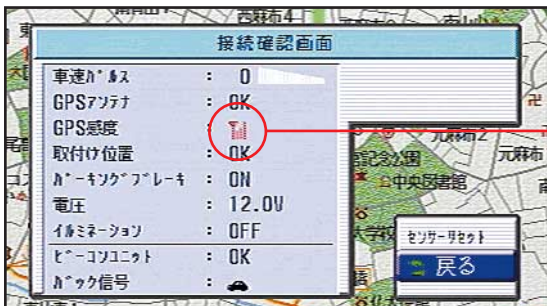 西麻布4
接続確認画面
車速ﾊﾟﾙｽ : 0
GPSｱﾝﾃﾅ : OK
GPS感度 :
取付け位置 : OK
ﾊﾟｰｷﾝｸﾞﾌﾞﾚｰｷ : ON
電圧 : 12.0V
ｲﾙﾐﾈｰｼｮﾝ : OFF
ﾋﾞｰｺﾝﾕﾆｯﾄ : OK
ﾊﾞｯｸ信号 :
元麻布2
元麻布
記念公園
中央図書館
ｾﾝｻｰﾘｾｯﾄ
戻る